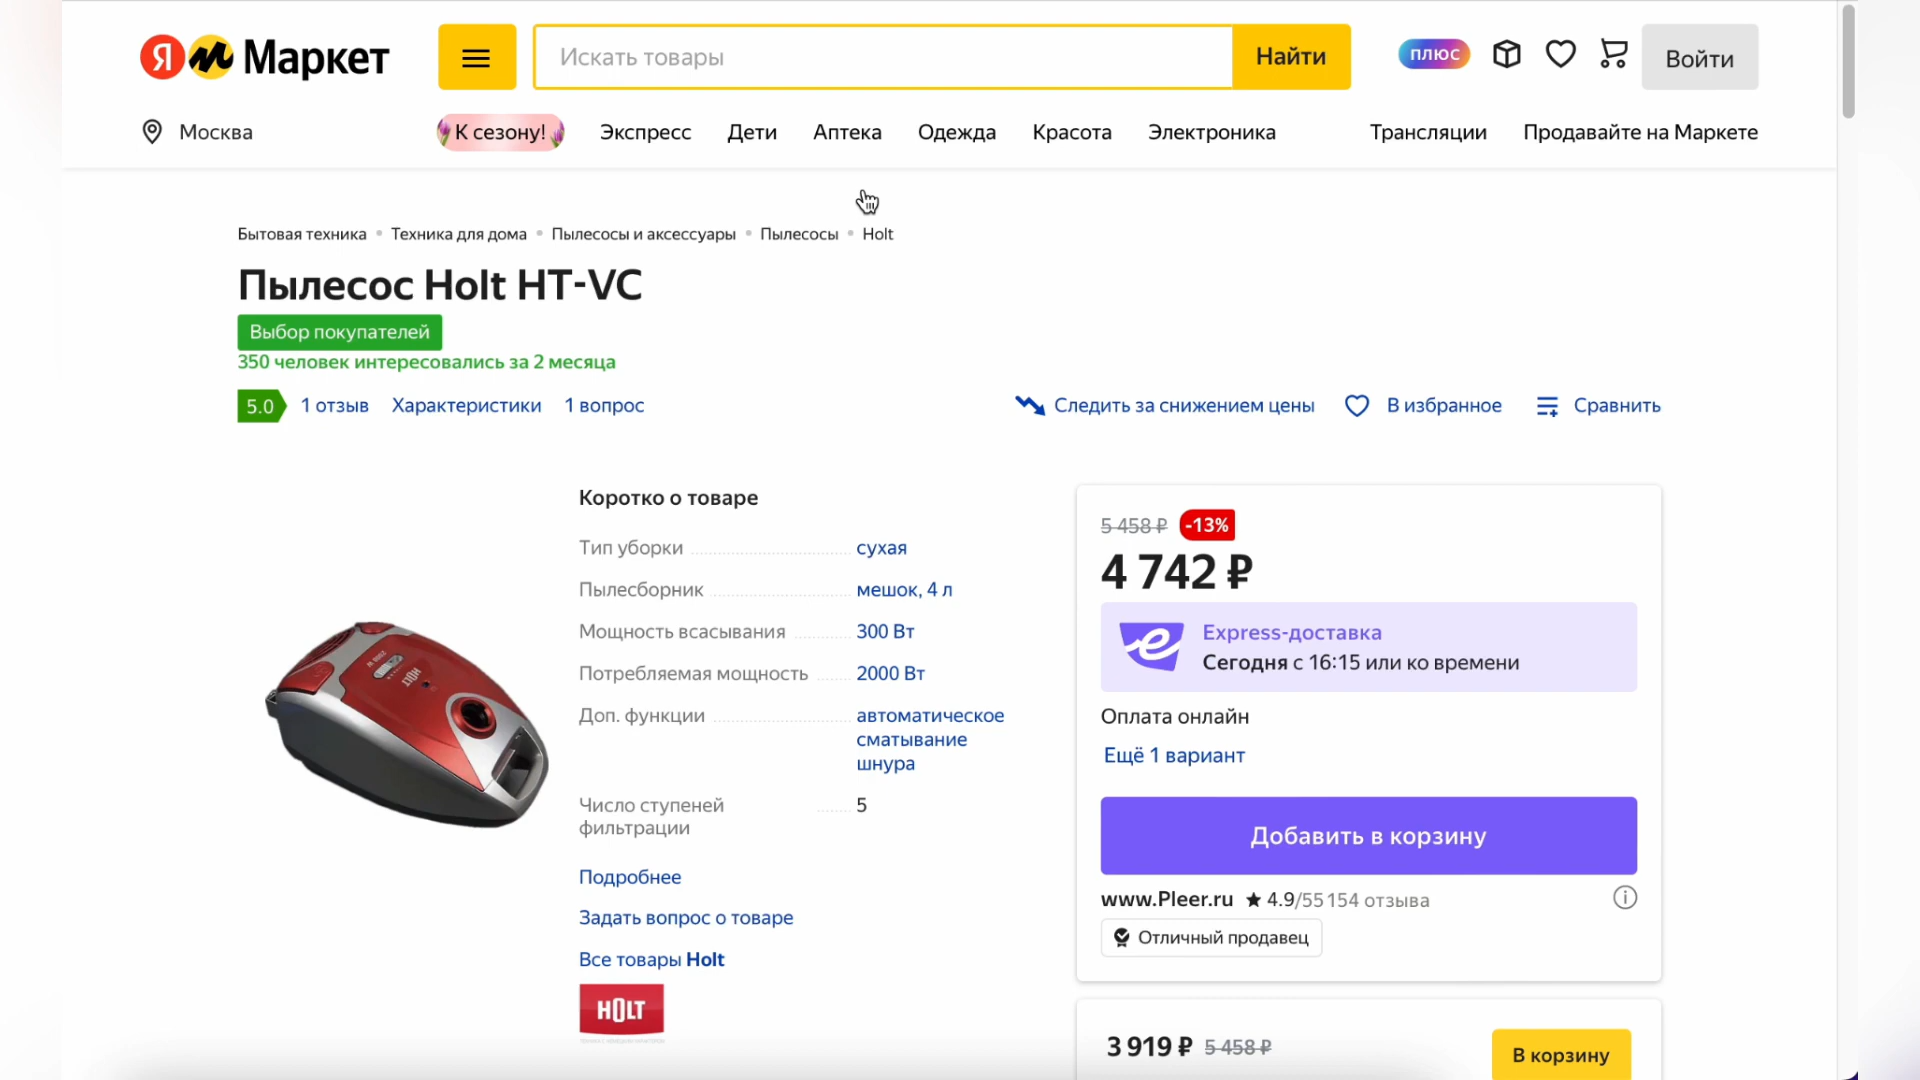 Я Маркет
Искать товары
Найти
плюс
Войти
Москва
К сезону!
Экспресс
Дети
Аптека
Одежда
Красота
Электроника
Трансляции
Продавайте на Маркете
Бытовая техника • Техника для дома • Пылесосы и аксессуары • Пылесосы • Holt
Пылесос Holt HT-VC
Выбор покупателей
350 человек интересовались за 2 месяца
5.0 1 отзыв Характеристики 1 вопрос
Следить за снижением цены
В избранное
Сравнить
Коротко о товаре
Тип уборки сухая
Пылесборник мешок, 4 л
Мощность всасывания 300 Вт
Потребляемая мощность 2000 Вт
Доп. функции автоматическое
сматывание
шнура
Число ступеней 5
фильтрации
Подробнее
Задать вопрос о товаре
Все товары Holt
HOLT
5 458 ₽ -13%
4 742 ₽
Express-доставка
Сегодня с 16:15 или ко времени
Оплата онлайн
Ещё 1 вариант
Добавить в корзину
www.Pleer.ru ★ 4.9/55 154 отзыва
Отличный продавец
3 919 ₽ 5 458 ₽
В корзину